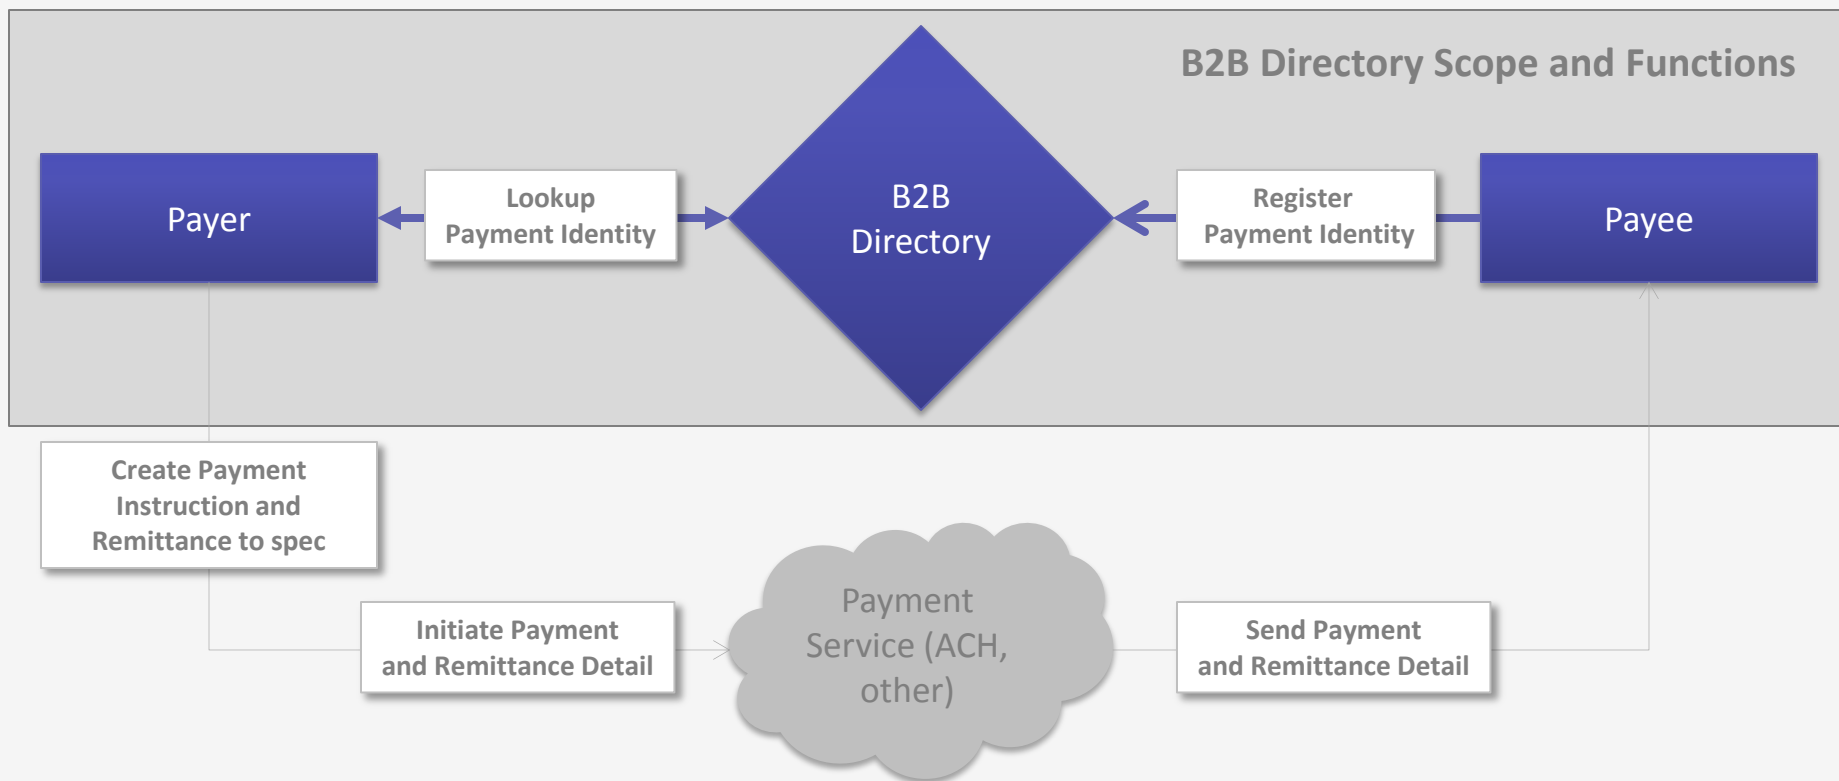 B2B Directory Scope and Functions
Payer
Lookup
Payment Identity
B2B
Directory
Register
Payment Identity
Payee
Create Payment
Instruction and
Remittance to spec
Initiate Payment
and Remittance Detail
Payment
Service (ACH,
other)
Send Payment
and Remittance Detail